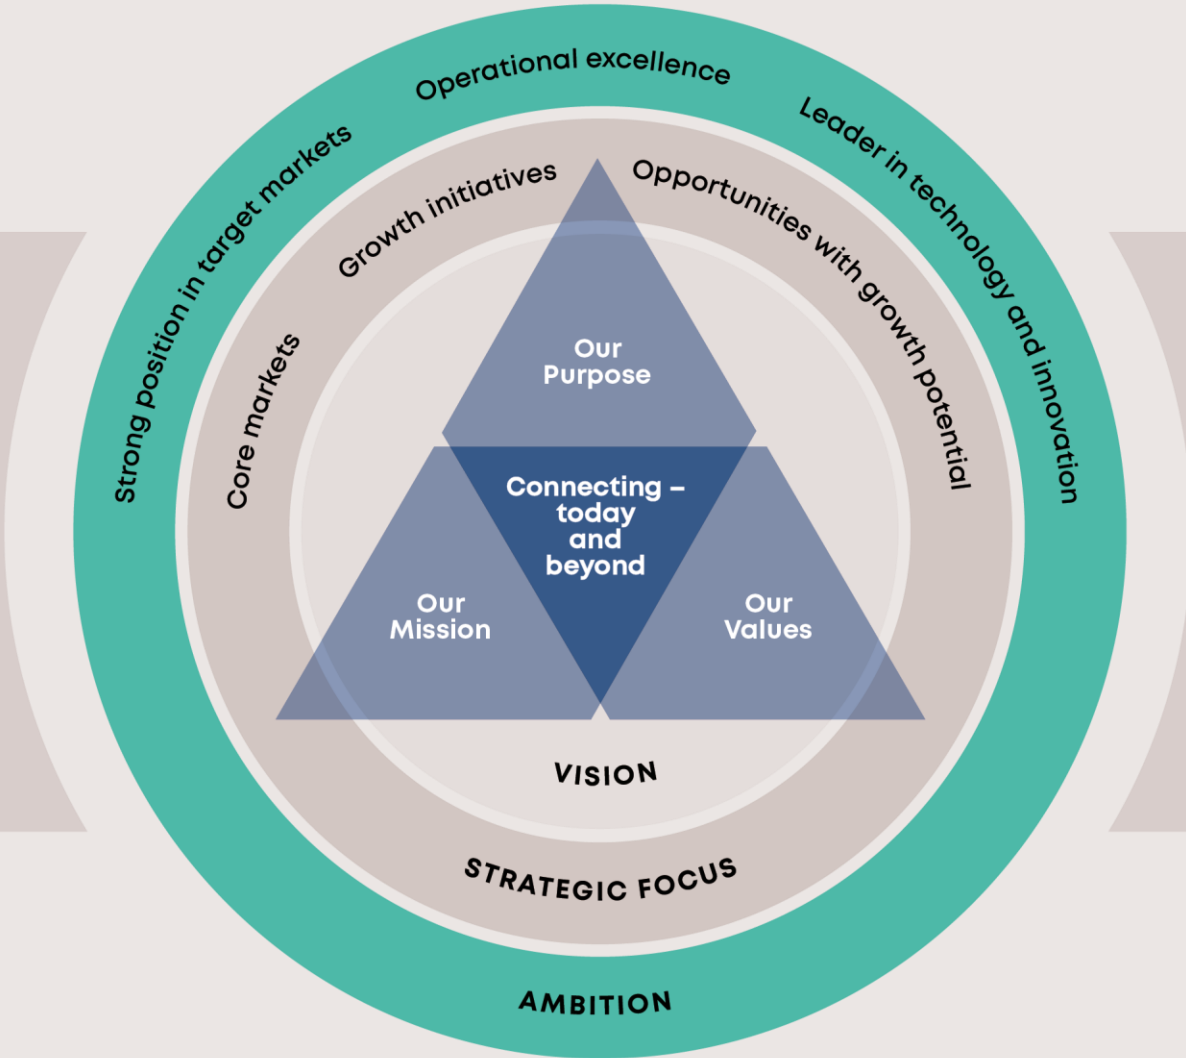 Strong position in target markets
Operational excellence
Leader in technology and innovation
Core markets
Growth initiatives
Opportunities with growth potential
Our
Purpose
Connecting –
today
and
beyond
Our
Mission
Our
Values
VISION
STRATEGIC FOCUS
AMBITION